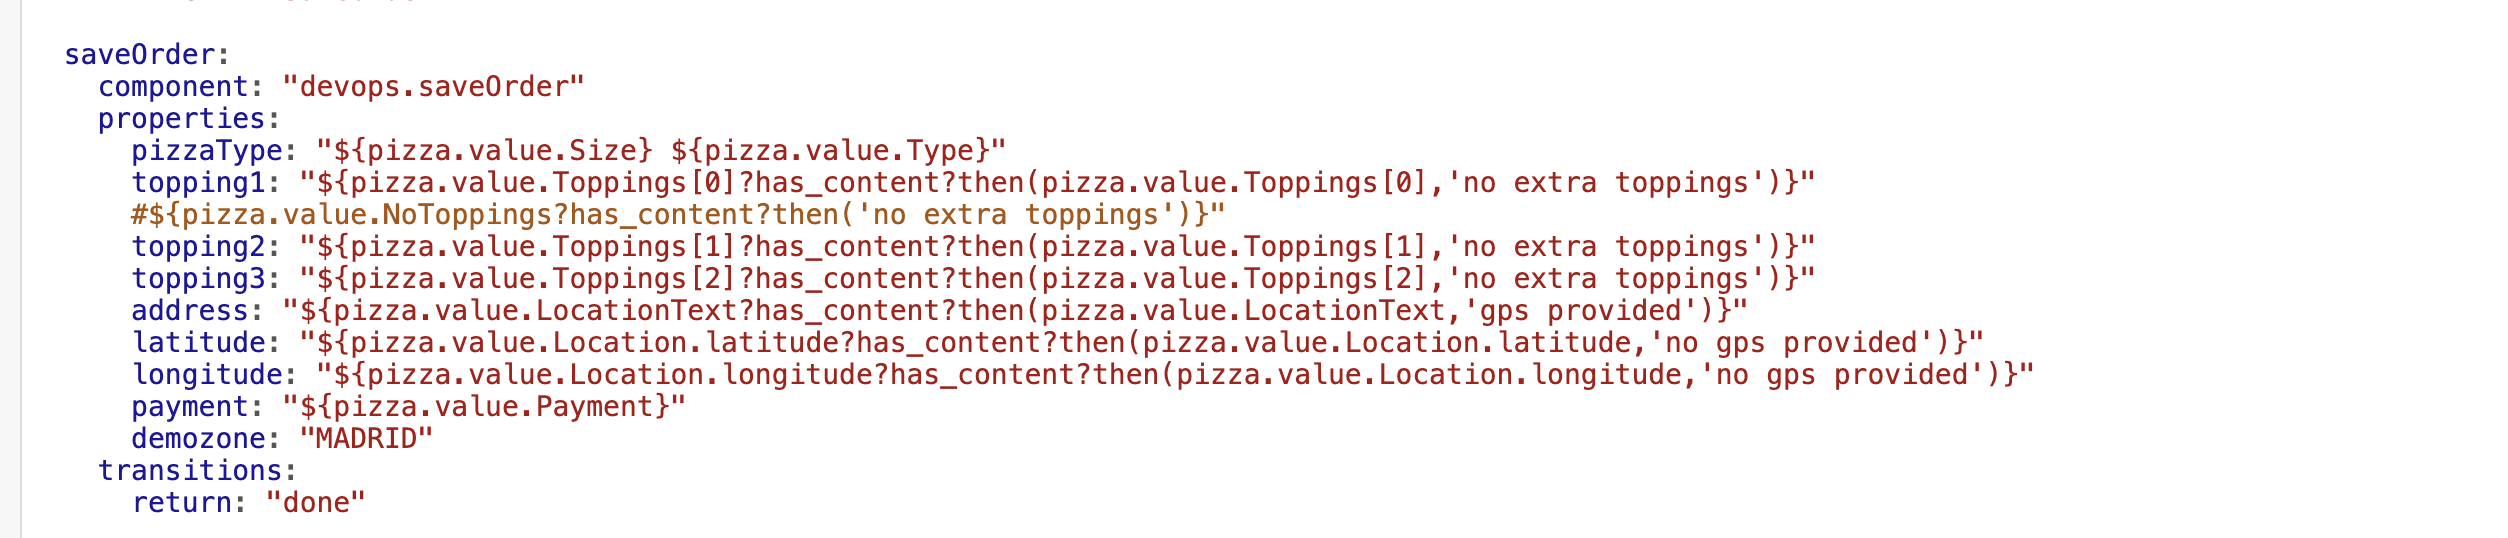 saveOrder:
component: "devops.saveOrder"
properties:
pizzaType: "${pizza.value.Size} ${pizza.value.Type}"
topping1: "${pizza.value.Toppings[0]?has_content?then(pizza.value.Toppings[0],'no extra toppings')}"
#${pizza.value.NoToppings?has_content?then('no extra toppings')}"
topping2: "${pizza.value.Toppings[1]?has_content?then(pizza.value.Toppings[1],'no extra toppings')}"
topping3: "${pizza.value.Toppings[2]?has_content?then(pizza.value.Toppings[2],'no extra toppings')}"
address: "${pizza.value.LocationText?has_content?then(pizza.value.LocationText,'gps provided')}"
latitude: "${pizza.value.Location.latitude?has_content?then(pizza.value.Location.latitude,'no gps provided')}"
longitude: "${pizza.value.Location.longitude?has_content?then(pizza.value.Location.longitude,'no gps provided')}"
payment: "${pizza.value.Payment}"
demozone: "MADRID"
transitions:
return: "done"